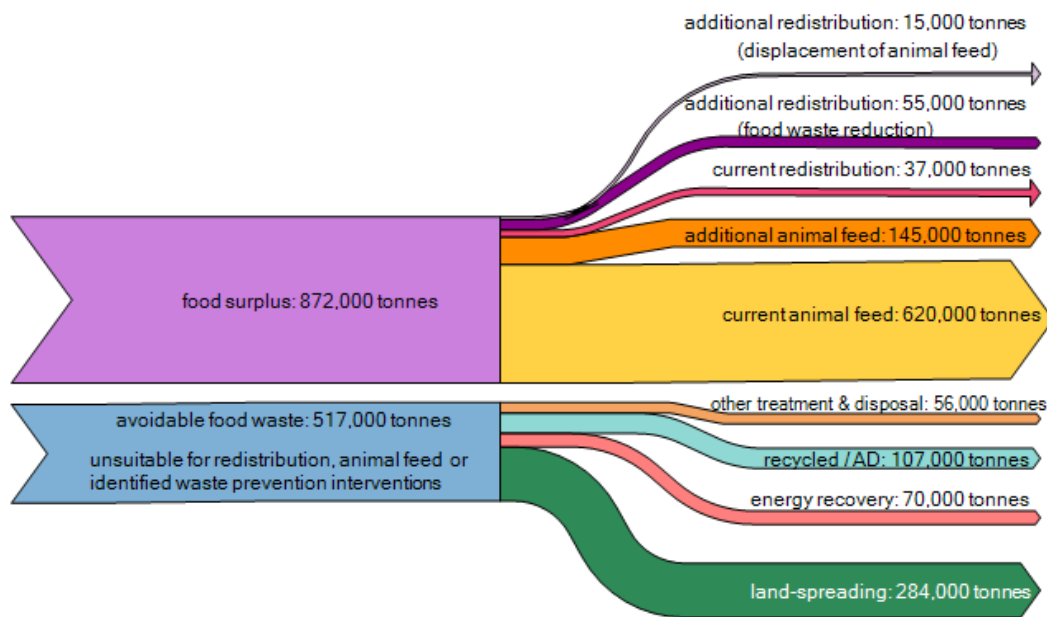 additional redistribution: 15,000 tonnes
(displacement of animal feed)
additional redistribution: 55,000 tonnes
(food waste reduction)
current redistribution: 37,000 tonnes
additional animal feed: 145,000 tonnes
food surplus: 872,000 tonnes
current animal feed: 620,000 tonnes
other treatment & disposal: 56,000 tonnes
avoidable food waste: 517,000 tonnes
recycled / AD: 107,000 tonnes
unsuitable for redistribution, animal feed or
identified waste prevention interventions
energy recovery: 70,000 tonnes
land-spreading: 284,000 tonnes